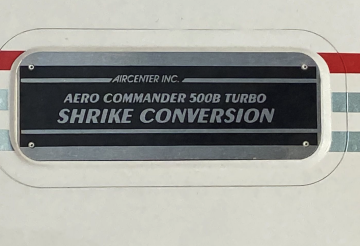 AIRCENTER INC.
AERO COMMANDER 500B TURBO
SHRIKE CONVERSION